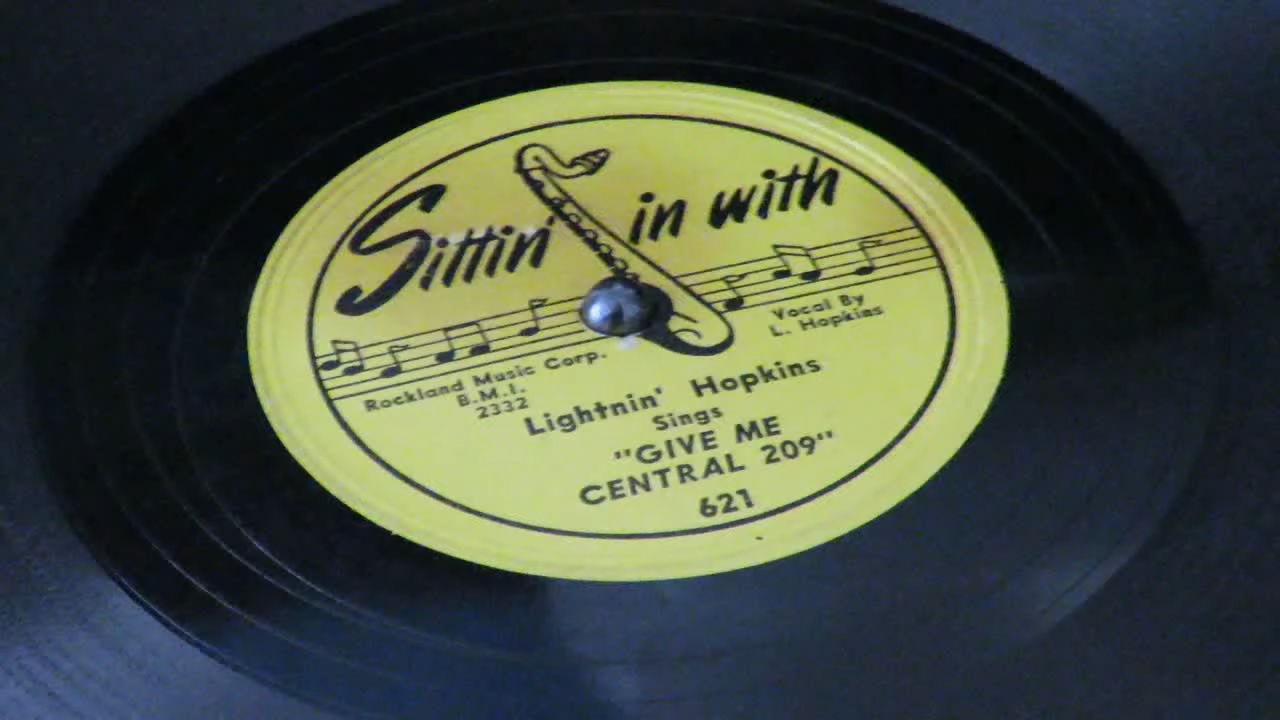 Sittin' in with
Vocal By
L. Hopkins
Rockland Music Corp.
B.M.I.
2332
Lightnin' Hopkins
Sings
"GIVE ME
CENTRAL 209"
621